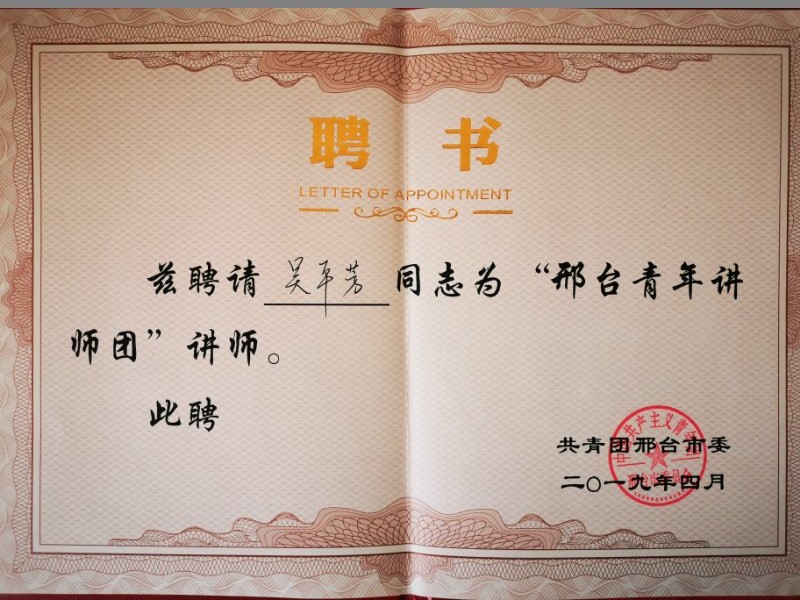 聘 书
LETTER OF APPOINTMENT
兹聘请 吴平芳 同志为“邢台青年讲
师团”讲师。
此聘
共青团邢台市委
二〇一九年四月